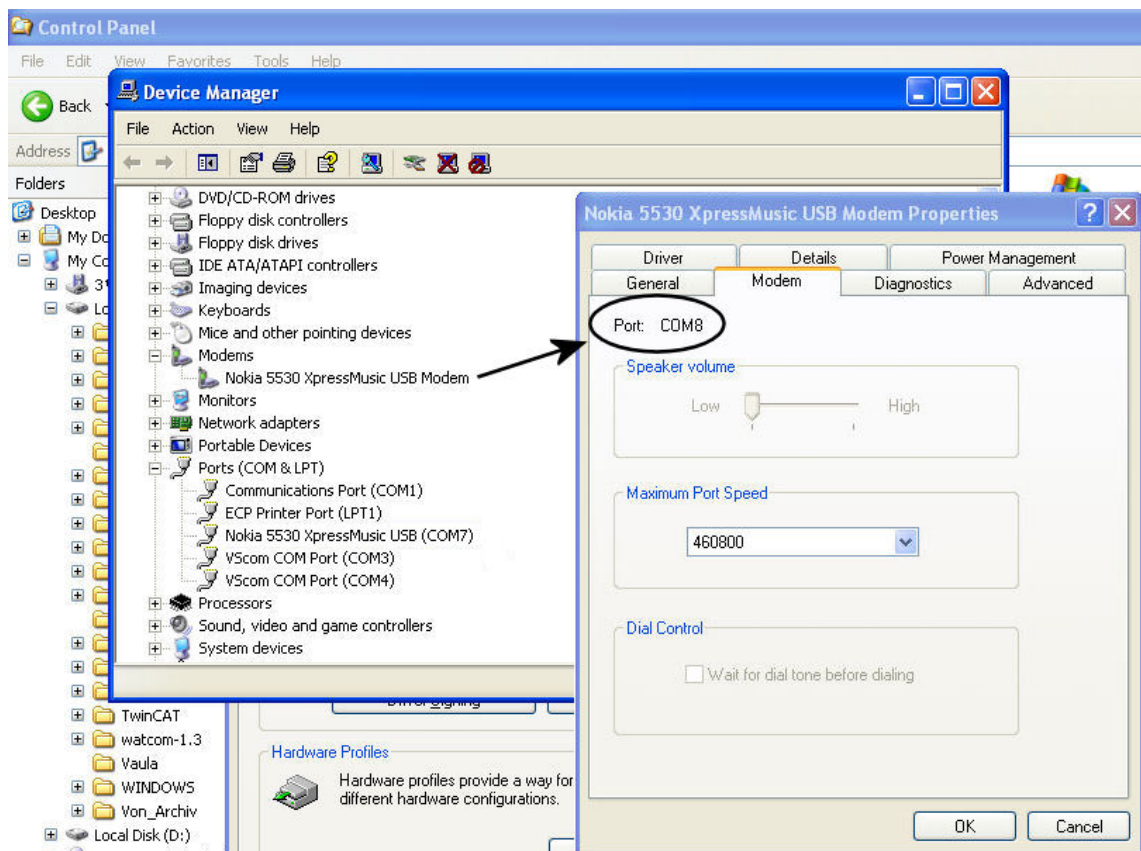 Control Panel
File Edit View Favorites Tools Help
Back
Address
Folders
Desktop
TwinCAT
watcom-1.3
Vaula
WINDOWS
Von_Archiv
Local Disk (D:)
Device Manager
File Action View Help
DVD/CD-ROM drives
Floppy disk controllers
Floppy disk drives
IDE ATA/ATAPI controllers
Imaging devices
Keyboards
Mice and other pointing devices
Modems
Nokia 5530 XpressMusic USB Modem
Monitors
Network adapters
Portable Devices
Ports (COM & LPT)
Communications Port (COM1)
ECP Printer Port (LPT1)
Nokia 5530 XpressMusic USB (COM7)
VScom COM Port (COM3)
VScom COM Port (COM4)
Processors
Sound, video and game controllers
System devices
Hardware Profiles
Hardware profiles provide a way for
different hardware configurations.
Nokia 5530 XpressMusic USB Modem Properties
Driver Details Power Management
General Modem Diagnostics Advanced
Port: COM8
Speaker volume
Low High
Maximum Port Speed
460800
Dial Control
Wait for dial tone before dialing
OK Cancel